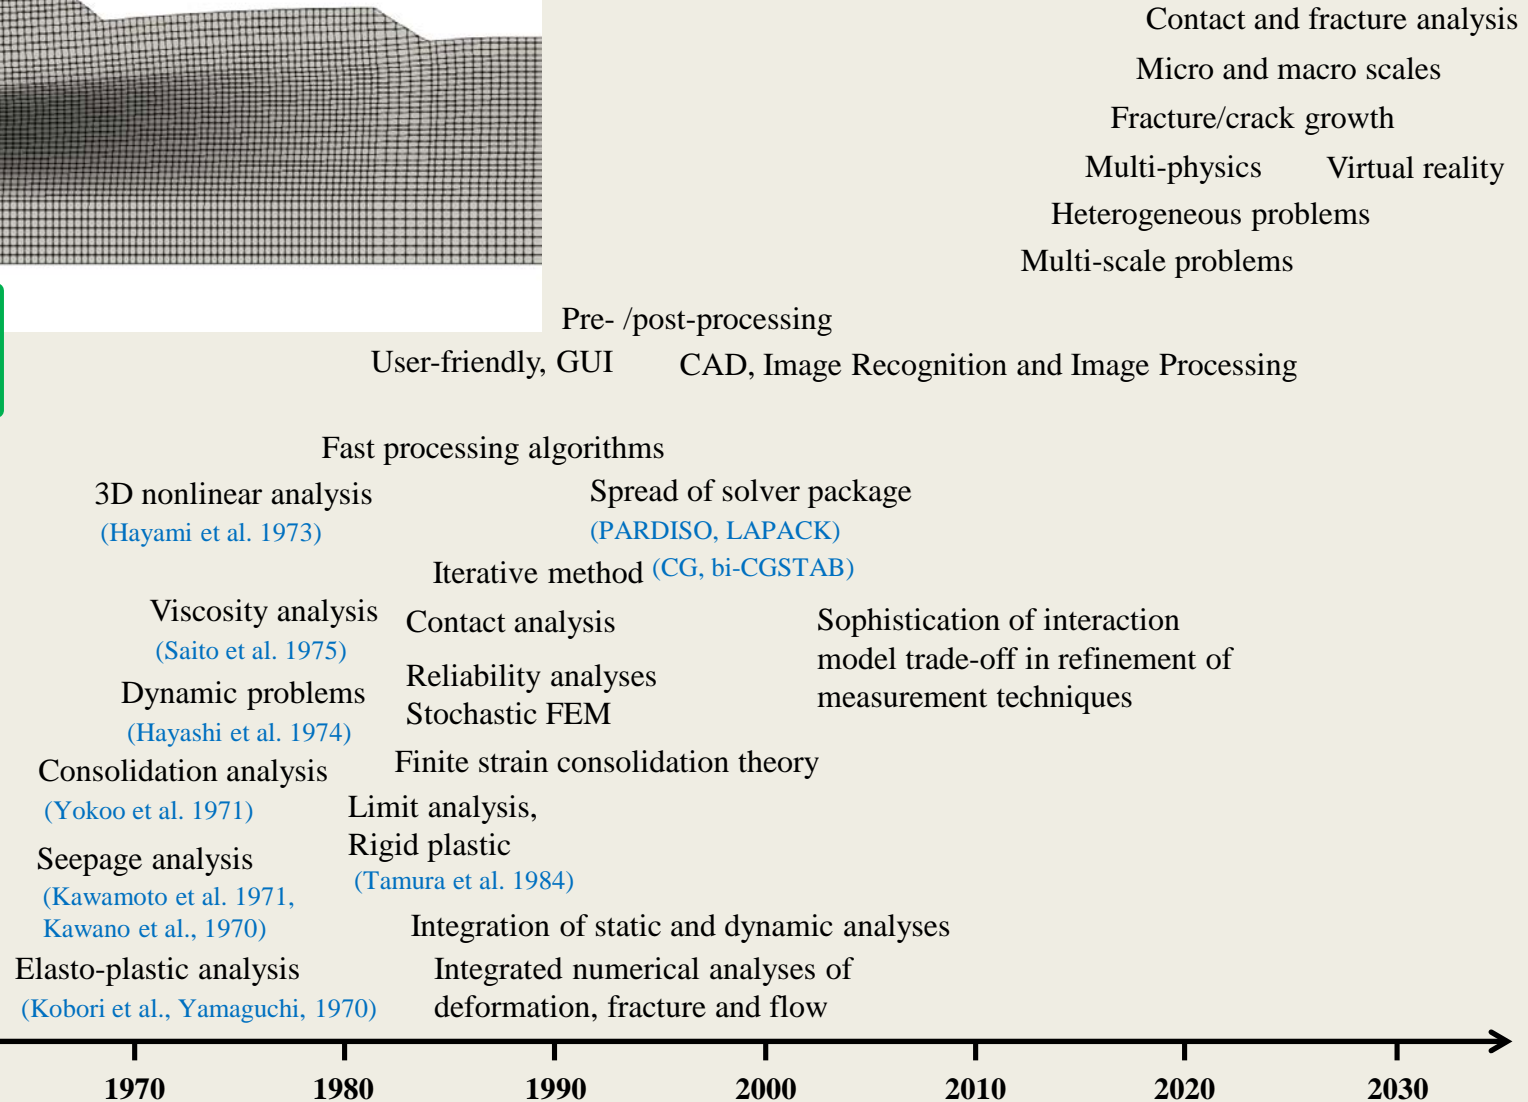 Contact and fracture analysis
Micro and macro scales
Fracture/crack growth
Multi-physics Virtual reality
Heterogeneous problems
Multi-scale problems
Pre- /post-processing
User-friendly, GUI CAD, Image Recognition and Image Processing
Fast processing algorithms
3D nonlinear analysis
(Hayami et al. 1973)
Spread of solver package
(PARDISO, LAPACK)
Iterative method (CG, bi-CGSTAB)
Viscosity analysis
(Saito et al. 1975)
Contact analysis
Sophistication of interaction
model trade-off in refinement of
measurement techniques
Reliability analyses
Stochastic FEM
Dynamic problems
(Hayashi et al. 1974)
Finite strain consolidation theory
Consolidation analysis
(Yokoo et al. 1971)
Limit analysis,
Rigid plastic
(Tamura et al. 1984)
Seepage analysis
(Kawamoto et al. 1971,
Kawano et al., 1970)
Integration of static and dynamic analyses
Elasto-plastic analysis
(Kobori et al., Yamaguchi, 1970)
Integrated numerical analyses of
deformation, fracture and flow
1970 1980 1990 2000 2010 2020 2030